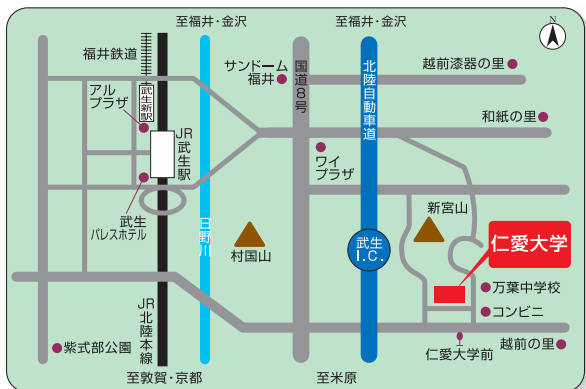 至福井・金沢
至福井・金沢
N
福井鉄道
サンドーム
福井
国道8号
北陸自動車道
越前漆器の里
アル
プラザ
武生新駅
和紙の里
JR
武生駅
ワイ
プラザ
武生
パレスホテル
日野川
村国山
新宮山
武生
I.C.
仁愛大学
万葉中学校
コンビニ
JR
北陸本線
紫式部公園
仁愛大学前
越前の里
至敦賀・京都
至米原